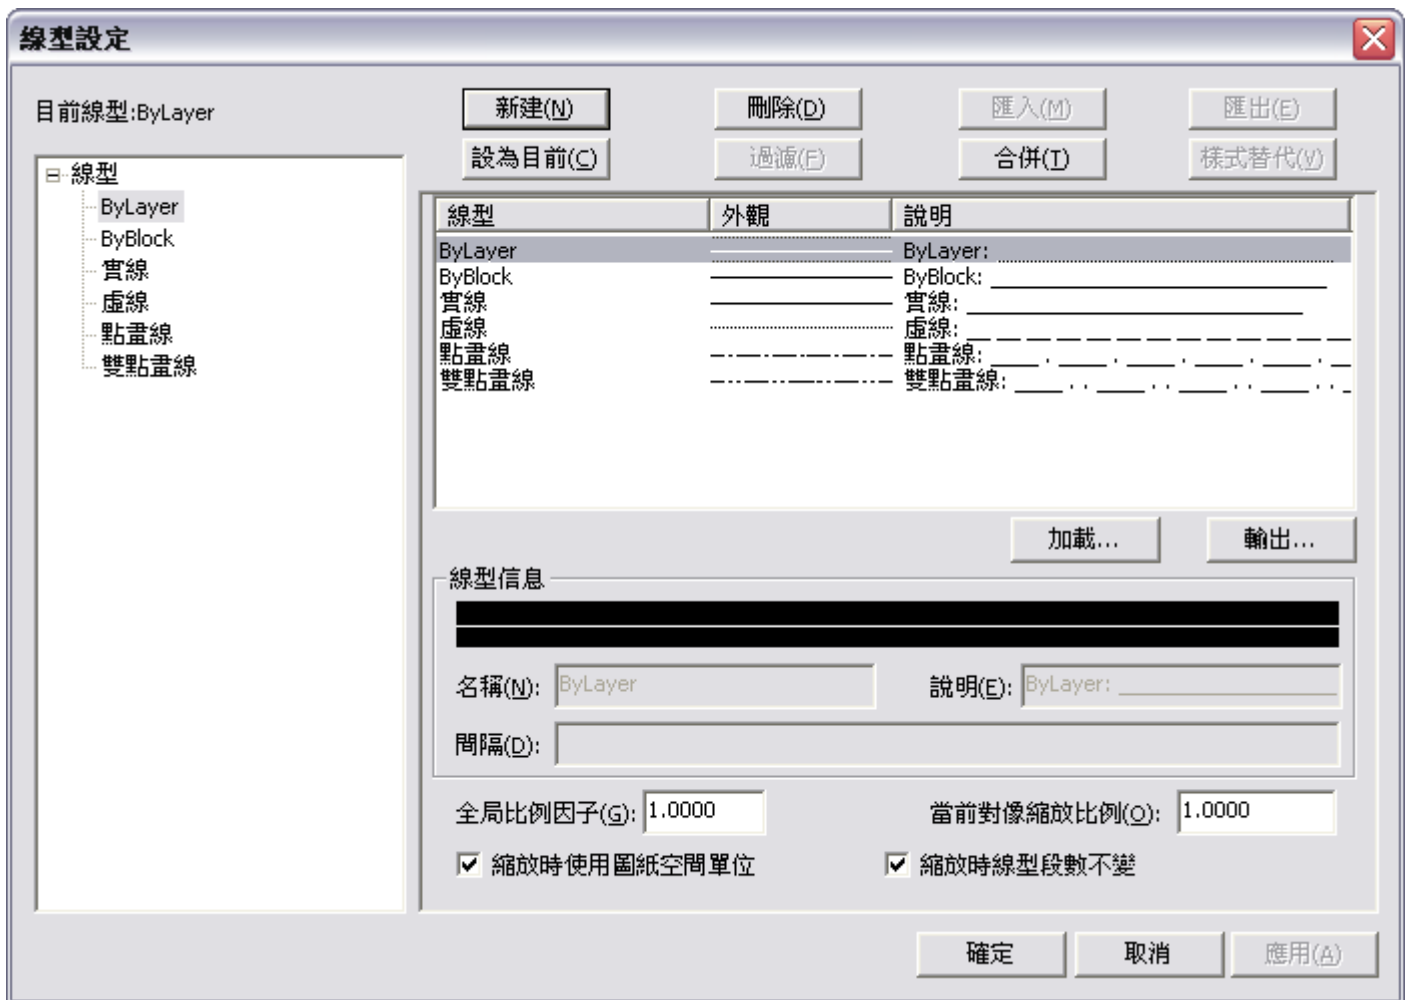 線型設定
目前線型:ByLayer
新建(N) 刪除(D) 匯入(M) 匯出(E)
設為目前(C) 過濾(F) 合併(T) 樣式替代(V)
線型
ByLayer
ByBlock
實線
虛線
點畫線
雙點畫線
線型 外觀 說明
ByLayer ByLayer:
ByBlock ByBlock:
實線 實線:
虛線 虛線:
點畫線 點畫線:
雙點畫線 雙點畫線:
加載... 輸出...
線型信息
名稱(N): ByLayer 說明(E): ByLayer:
間隔(D):
全局比例因子(G): 1.0000 當前對像縮放比例(O): 1.0000
縮放時使用圖紙空間單位 縮放時線型段數不變
確定 取消 應用(A)